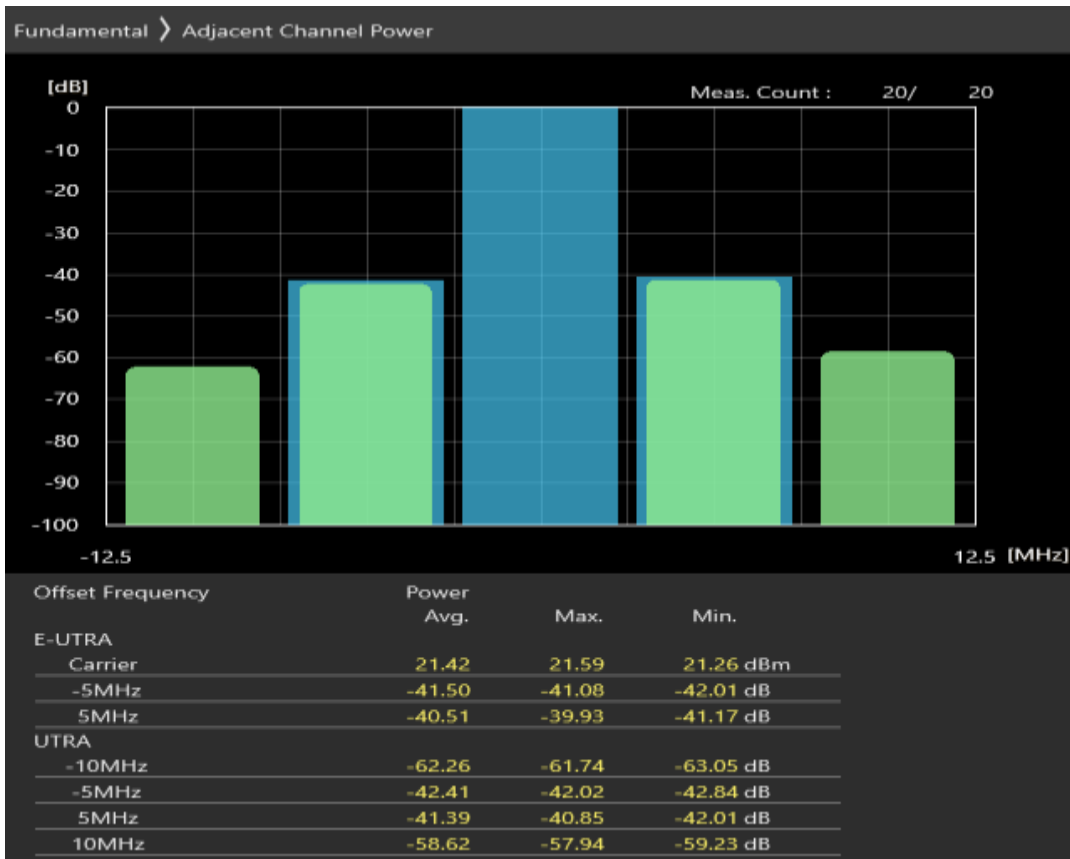 Fundamental ❯ Adjacent Channel Power
[dB]
Meas. Count : 20/ 20
0
-10
-20
-30
-40
-50
-60
-70
-80
-90
-100
-12.5 12.5 [MHz]
Offset Frequency Power
Avg. Max. Min.
E-UTRA
Carrier 21.42 21.59 21.26 dBm
-5MHz -41.50 -41.08 -42.01 dB
5MHz -40.51 -39.93 -41.17 dB
UTRA
-10MHz -62.26 -61.74 -63.05 dB
-5MHz -42.41 -42.02 -42.84 dB
5MHz -41.39 -40.85 -42.01 dB
10MHz -58.62 -57.94 -59.23 dB